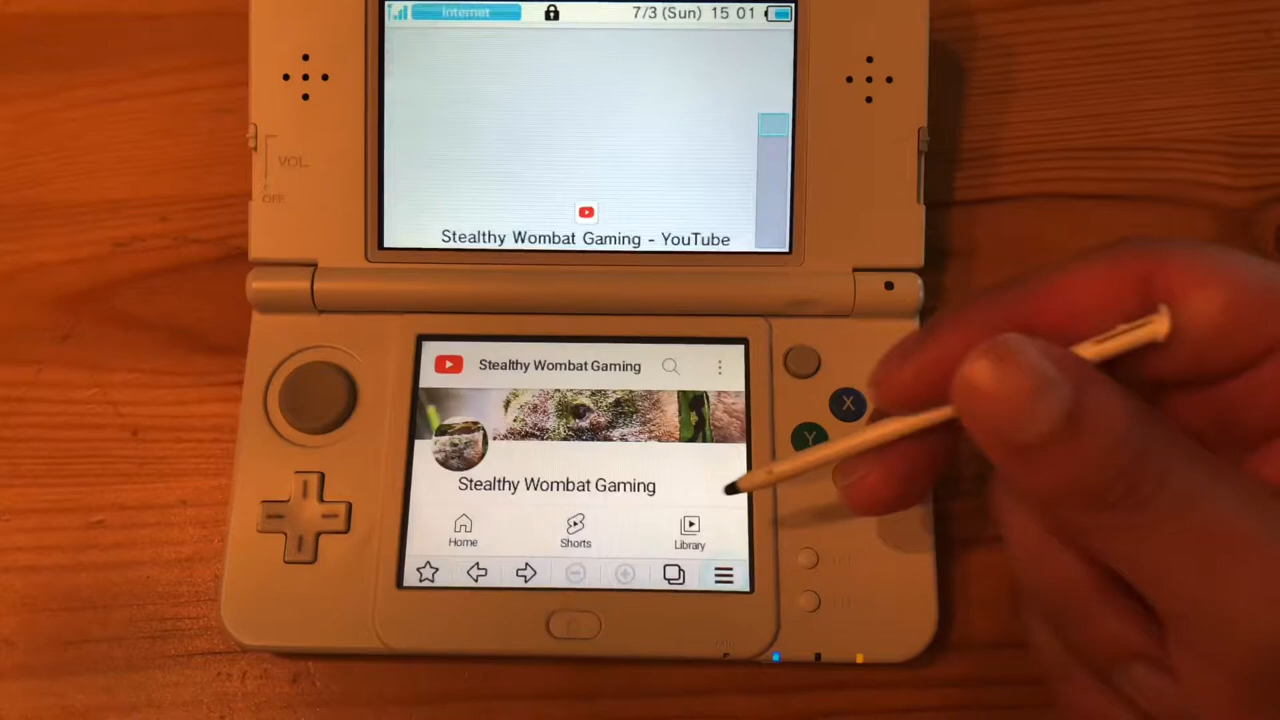 Internet 7/3 (Sun) 15 01
VOL
OFF
Stealthy Wombat Gaming - YouTube
Stealthy Wombat Gaming
X
Y
Stealthy Wombat Gaming
Home Shorts Library